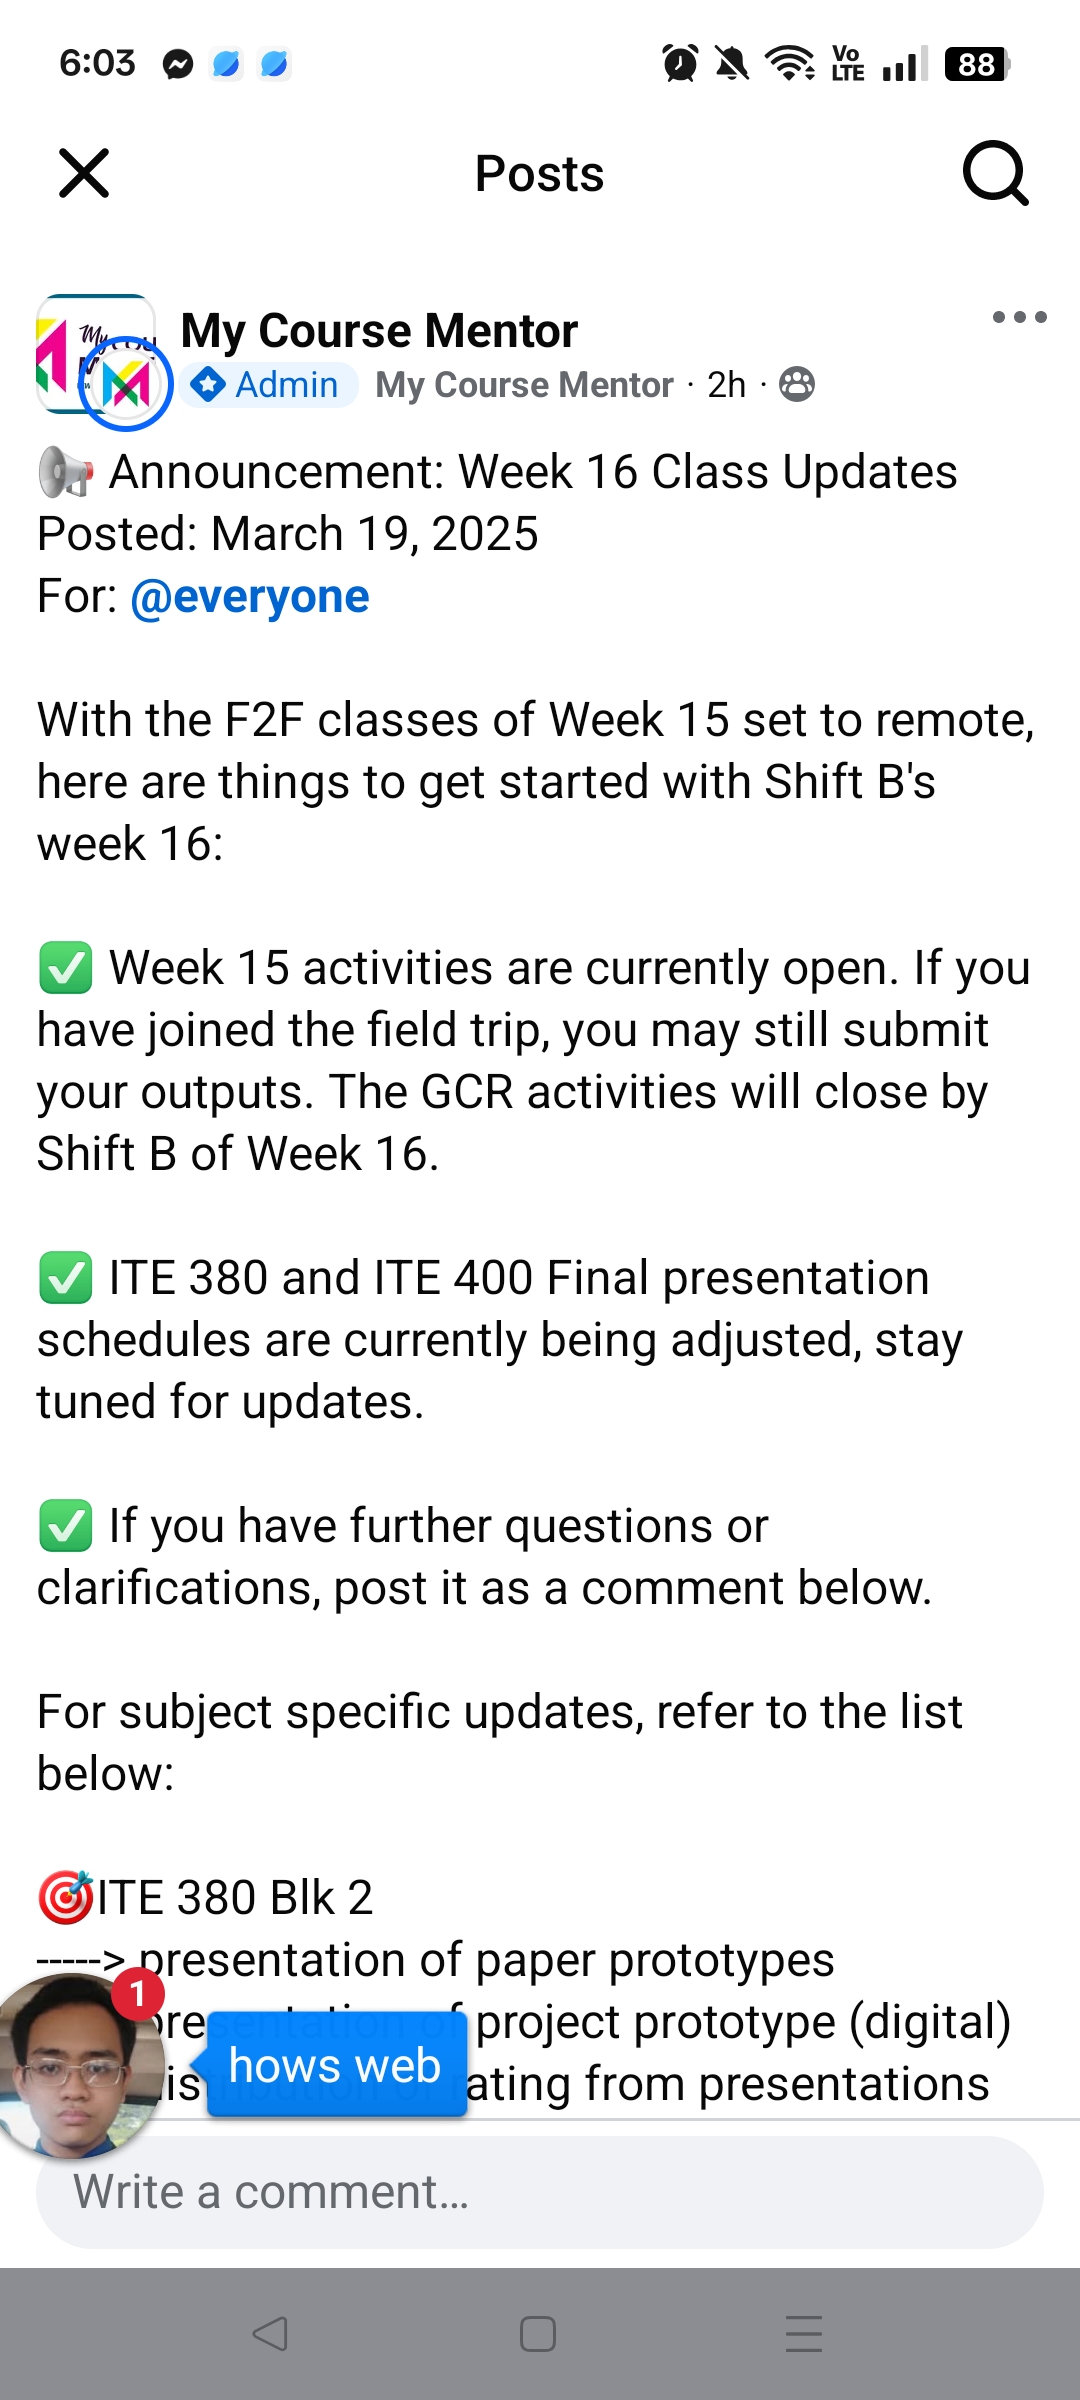 6:03
Vo
LTE
88
Posts
My Course Mentor
Admin My Course Mentor · 2h ·
📢 Announcement: Week 16 Class Updates
Posted: March 19, 2025
For: @everyone
With the F2F classes of Week 15 set to remote,
here are things to get started with Shift B's
week 16:
✅ Week 15 activities are currently open. If you
have joined the field trip, you may still submit
your outputs. The GCR activities will close by
Shift B of Week 16.
✅ ITE 380 and ITE 400 Final presentation
schedules are currently being adjusted, stay
tuned for updates.
✅ If you have further questions or
clarifications, post it as a comment below.
For subject specific updates, refer to the list
below:
🎯ITE 380 Blk 2
-----> presentation of paper prototypes
presentation of project prototype (digital)
rating from presentations
1
hows web
Write a comment...